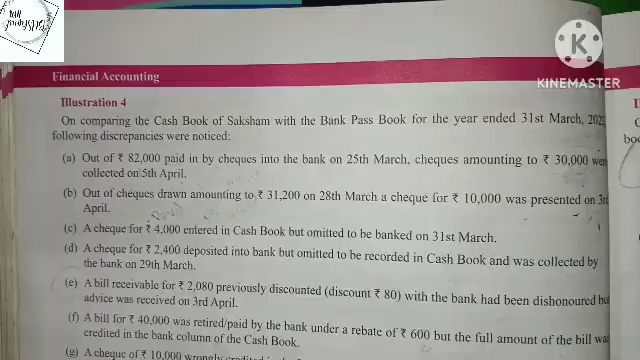 KINEMASTER
Financial Accounting
Illustration 4
On comparing the Cash Book of Saksham with the Bank Pass Book for the year ended 31st March,
following discrepancies were noticed:
(a) Out of ₹ 82,000 paid in by cheques into the bank on 25th March, cheques amounting to ₹ 30,000
collected on 5th April.
(b) Out of cheques drawn amounting to ₹ 31,200 on 28th March a cheque for ₹ 10,000 was presented on 3rd
April.
(c) A cheque for ₹ 4,000 entered in Cash Book but omitted to be banked on 31st March.
(d) A cheque for ₹ 2,400 deposited into bank but omitted to be recorded in Cash Book and was collected by
the bank on 29th March.
(e) A bill receivable for ₹ 2,080 previously discounted (discount ₹ 80) with the bank had been dishonoured
advice was received on 3rd April.
(f) A bill for ₹ 40,000 was retired/paid by the bank under a rebate of ₹ 600 but the full amount of the bill
credited in the bank column of the Cash Book.
(g) A cheque of ₹ 10,000 wrongly